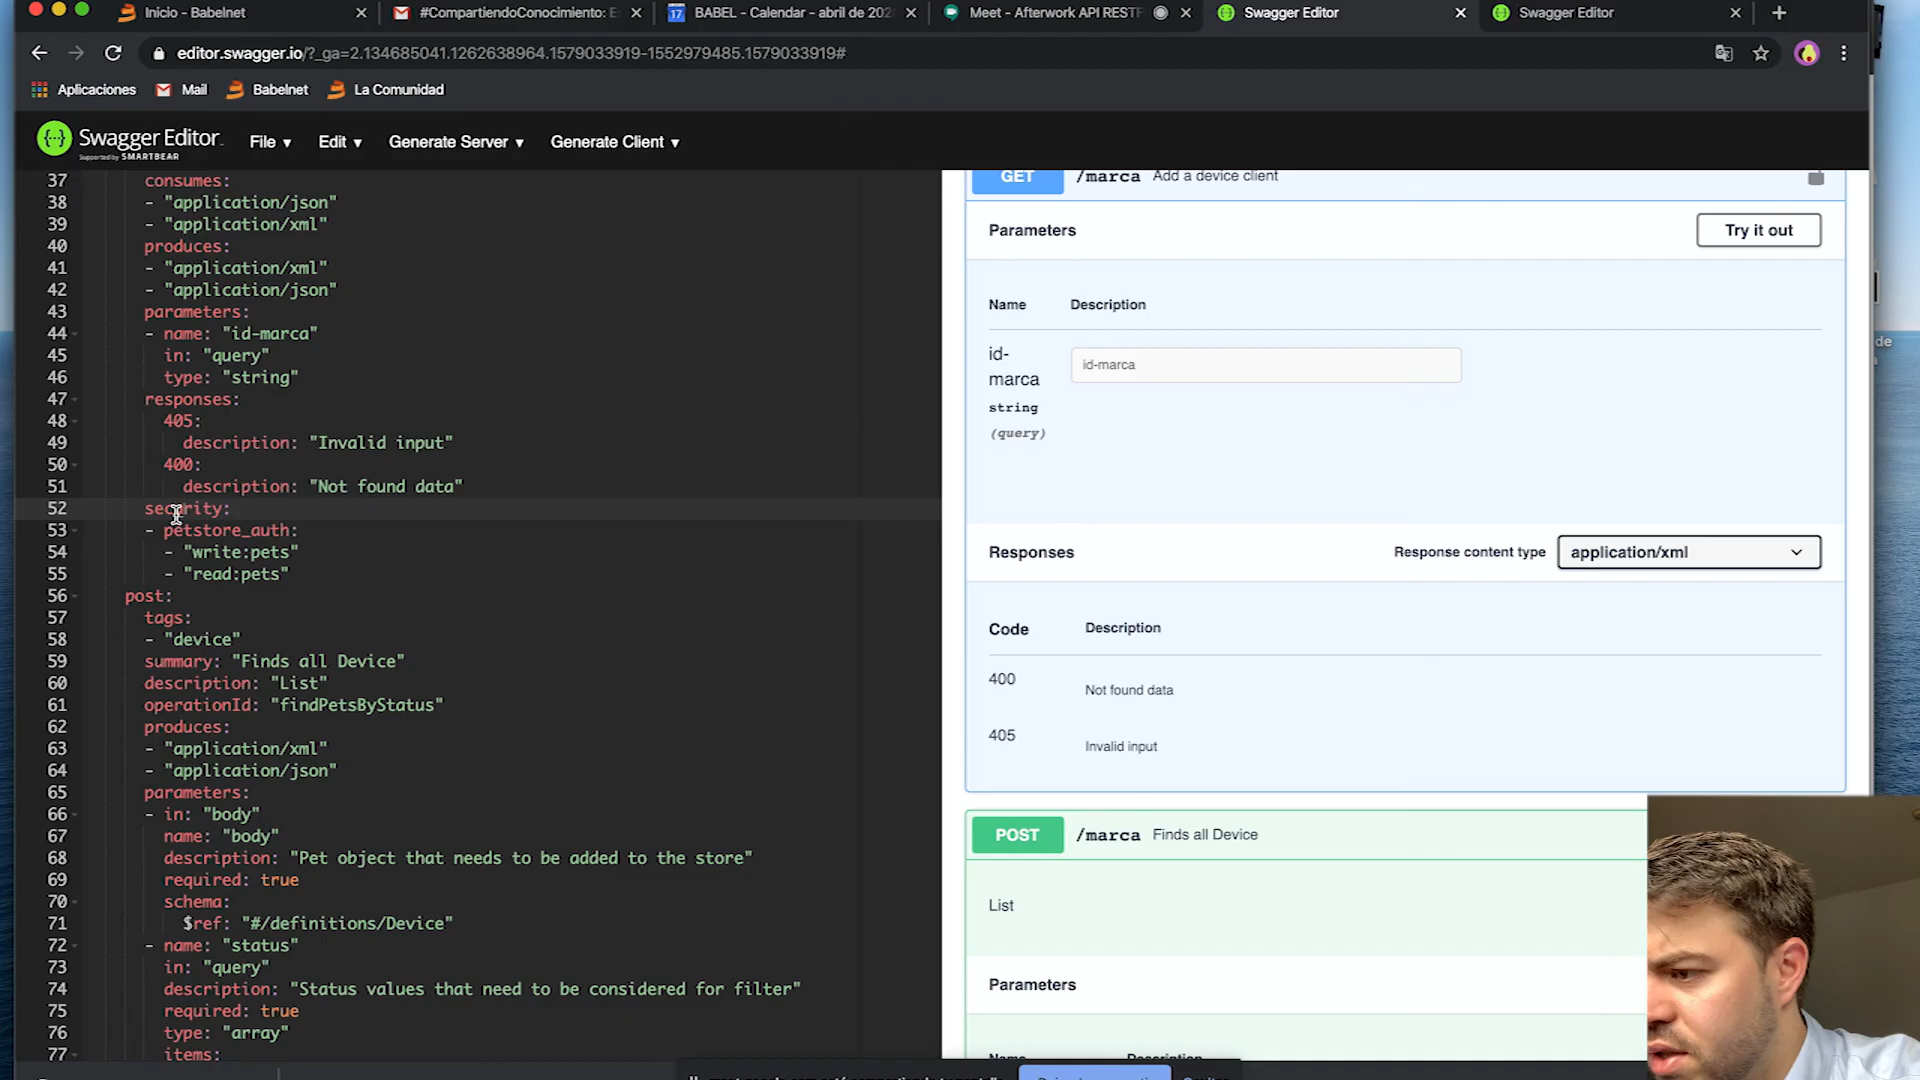 Inicio - Babelnet
#CompartiendoConocimiento: E
BABEL - Calendar - abril de 202
Meet - Afterwork API RESTF
Swagger Editor
Swagger Editor
editor.swagger.io/?_ga=2.134685041.1262638964.1579033919-1552979485.1579033919#
Aplicaciones
Mail
Babelnet
La Comunidad
Swagger Editor
Supported by SMARTBEAR
File ▾
Edit ▾
Generate Server ▾
Generate Client ▾
37 consumes:
38 - "application/json"
39 - "application/xml"
40 produces:
41 - "application/xml"
42 - "application/json"
43 parameters:
44 - name: "id-marca"
45 in: "query"
46 type: "string"
47 responses:
48 405:
49 description: "Invalid input"
50 400:
51 description: "Not found data"
52 security:
53 - petstore_auth:
54 - "write:pets"
55 - "read:pets"
56 post:
57 tags:
58 - "device"
59 summary: "Finds all Device"
60 description: "List"
61 operationId: "findPetsByStatus"
62 produces:
63 - "application/xml"
64 - "application/json"
65 parameters:
66 - in: "body"
67 name: "body"
68 description: "Pet object that needs to be added to the store"
69 required: true
70 schema:
71 $ref: "#/definitions/Device"
72 - name: "status"
73 in: "query"
74 description: "Status values that need to be considered for filter"
75 required: true
76 type: "array"
77 items:
GET /marca Add a device client
Parameters
Try it out
Name Description
id-
marca
string
(query)
id-marca
Responses
Response content type
application/xml
Code Description
400 Not found data
405 Invalid input
POST /marca Finds all Device
List
Parameters
Name Description
de